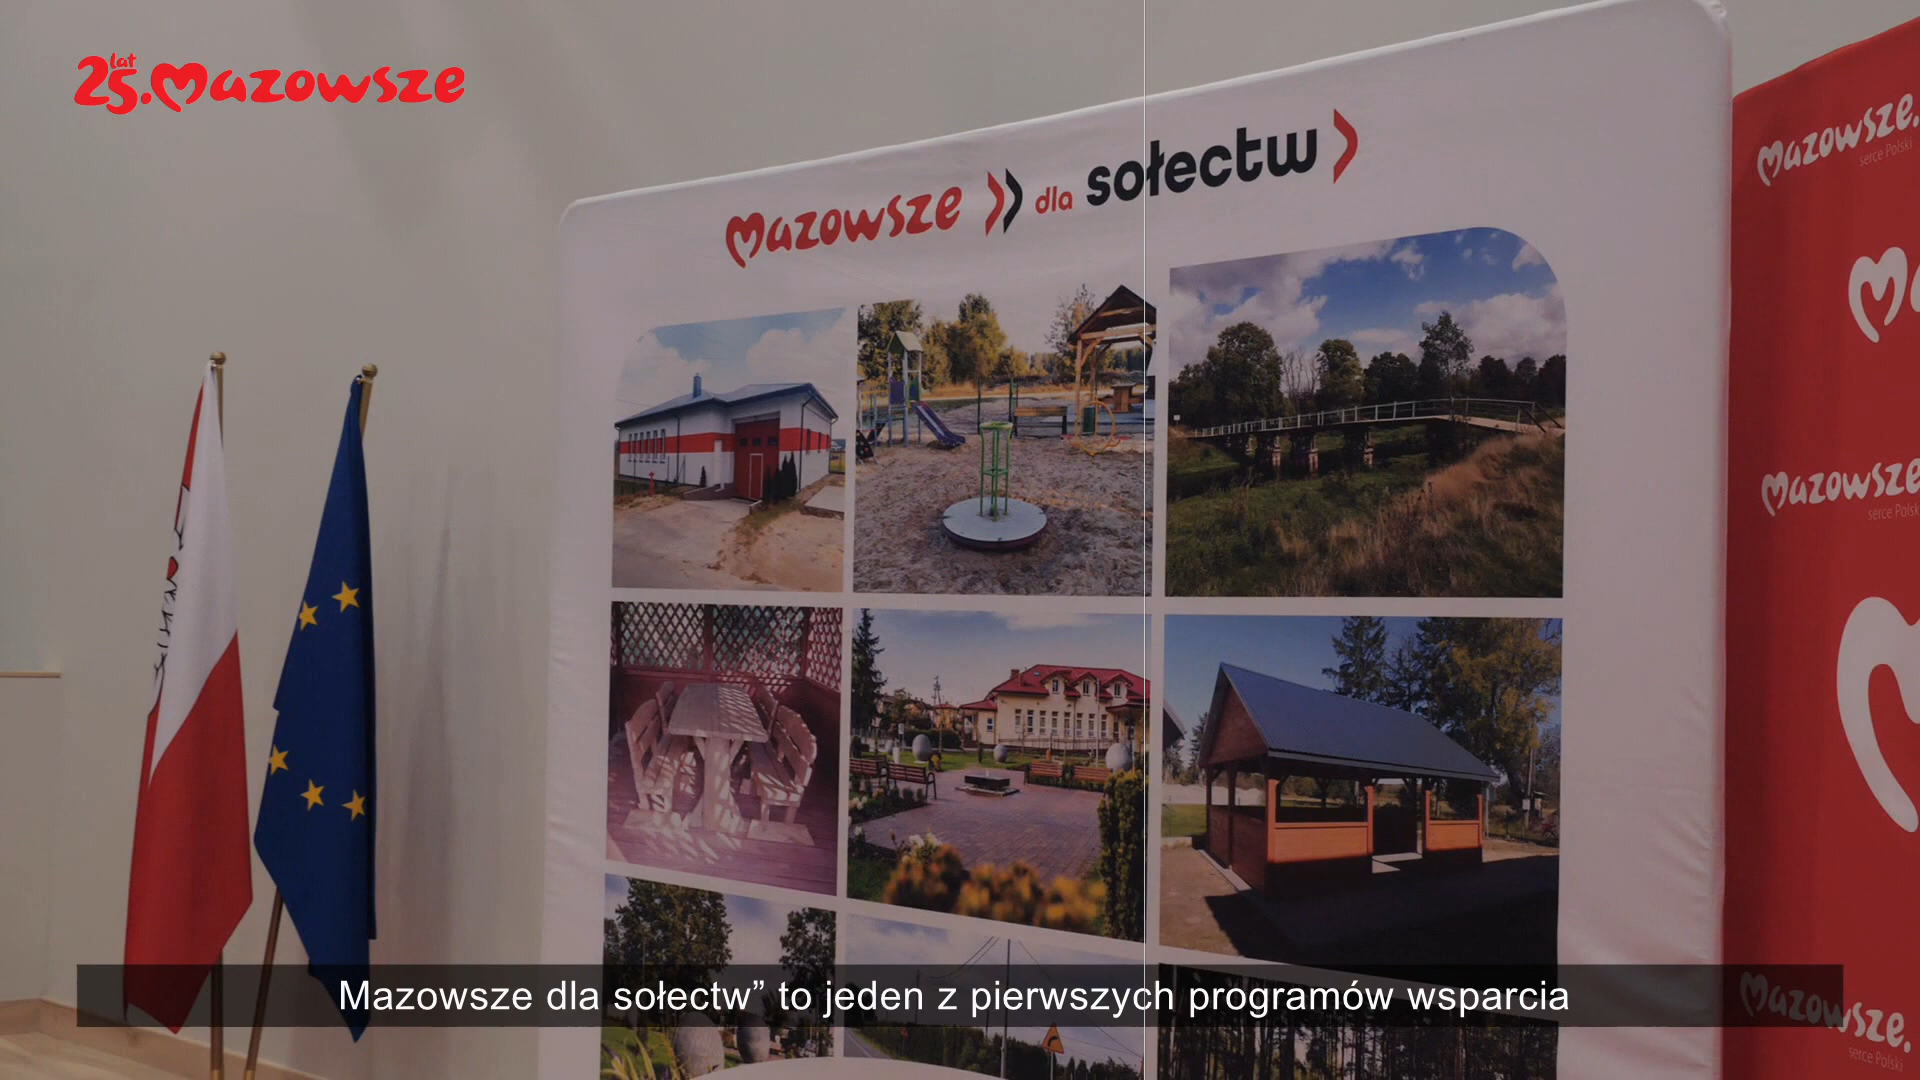 25 lat. Mazowsze
Mazowsze dla sołectw
Mazowsze.
serce Polski
Mazowsze
serce Polsk
Mazowsze dla sołectw” to jeden z pierwszych programów wsparcia
Mazowsze.
serce Polski